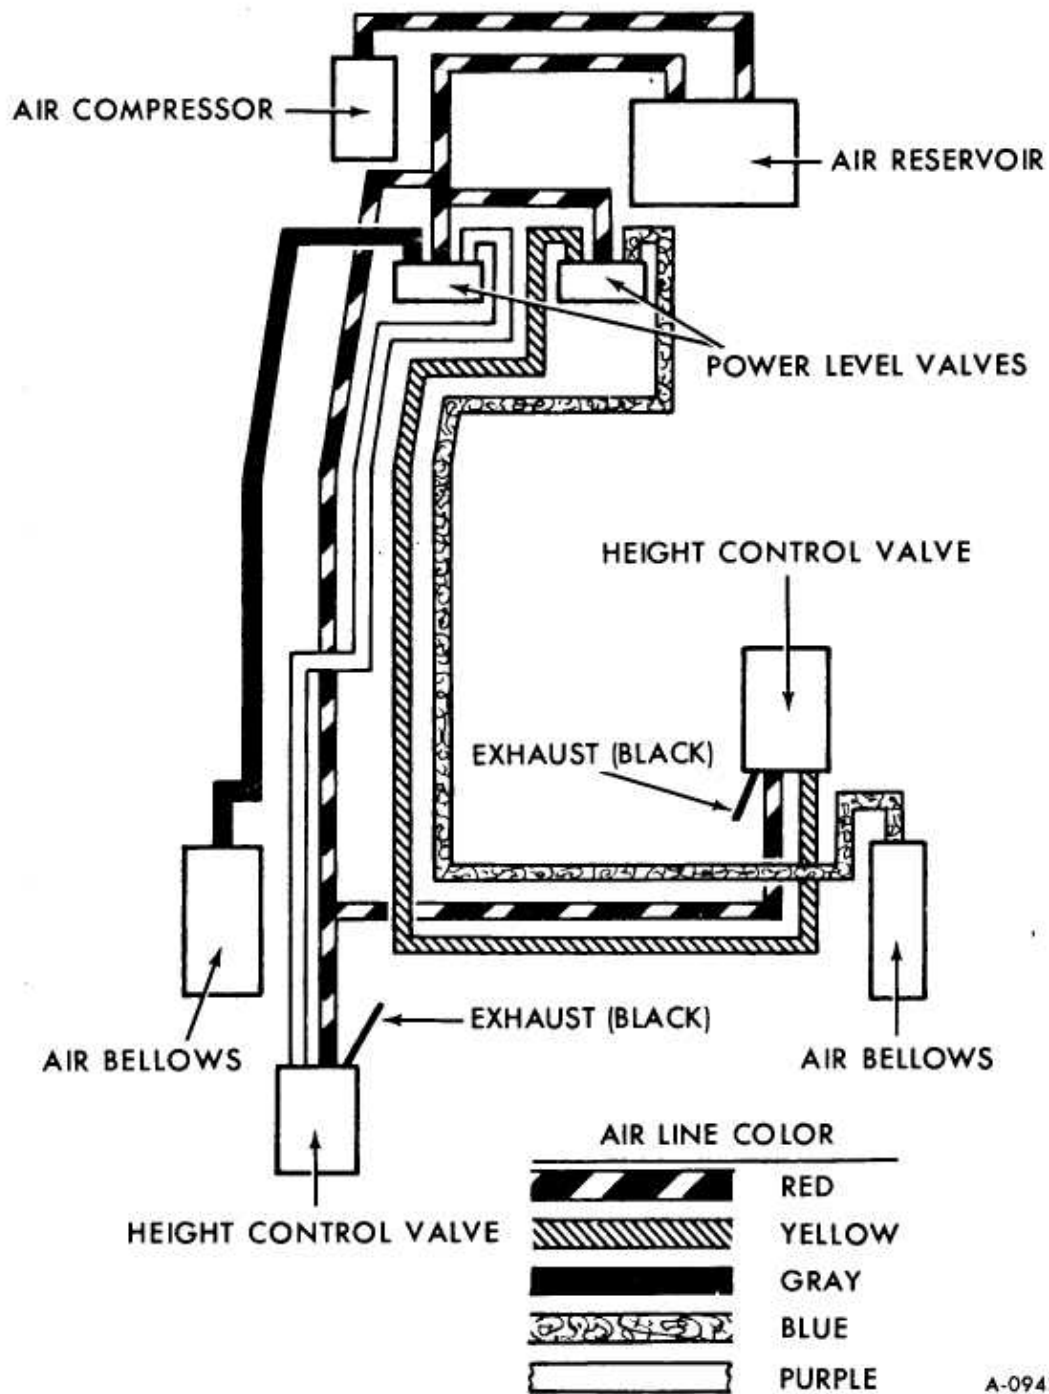 AIR COMPRESSOR
AIR RESERVOIR
POWER LEVEL VALVES
HEIGHT CONTROL VALVE
EXHAUST (BLACK)
EXHAUST (BLACK)
AIR BELLOWS
AIR BELLOWS
HEIGHT CONTROL VALVE
AIR LINE COLOR
RED
YELLOW
GRAY
BLUE
PURPLE
A-094